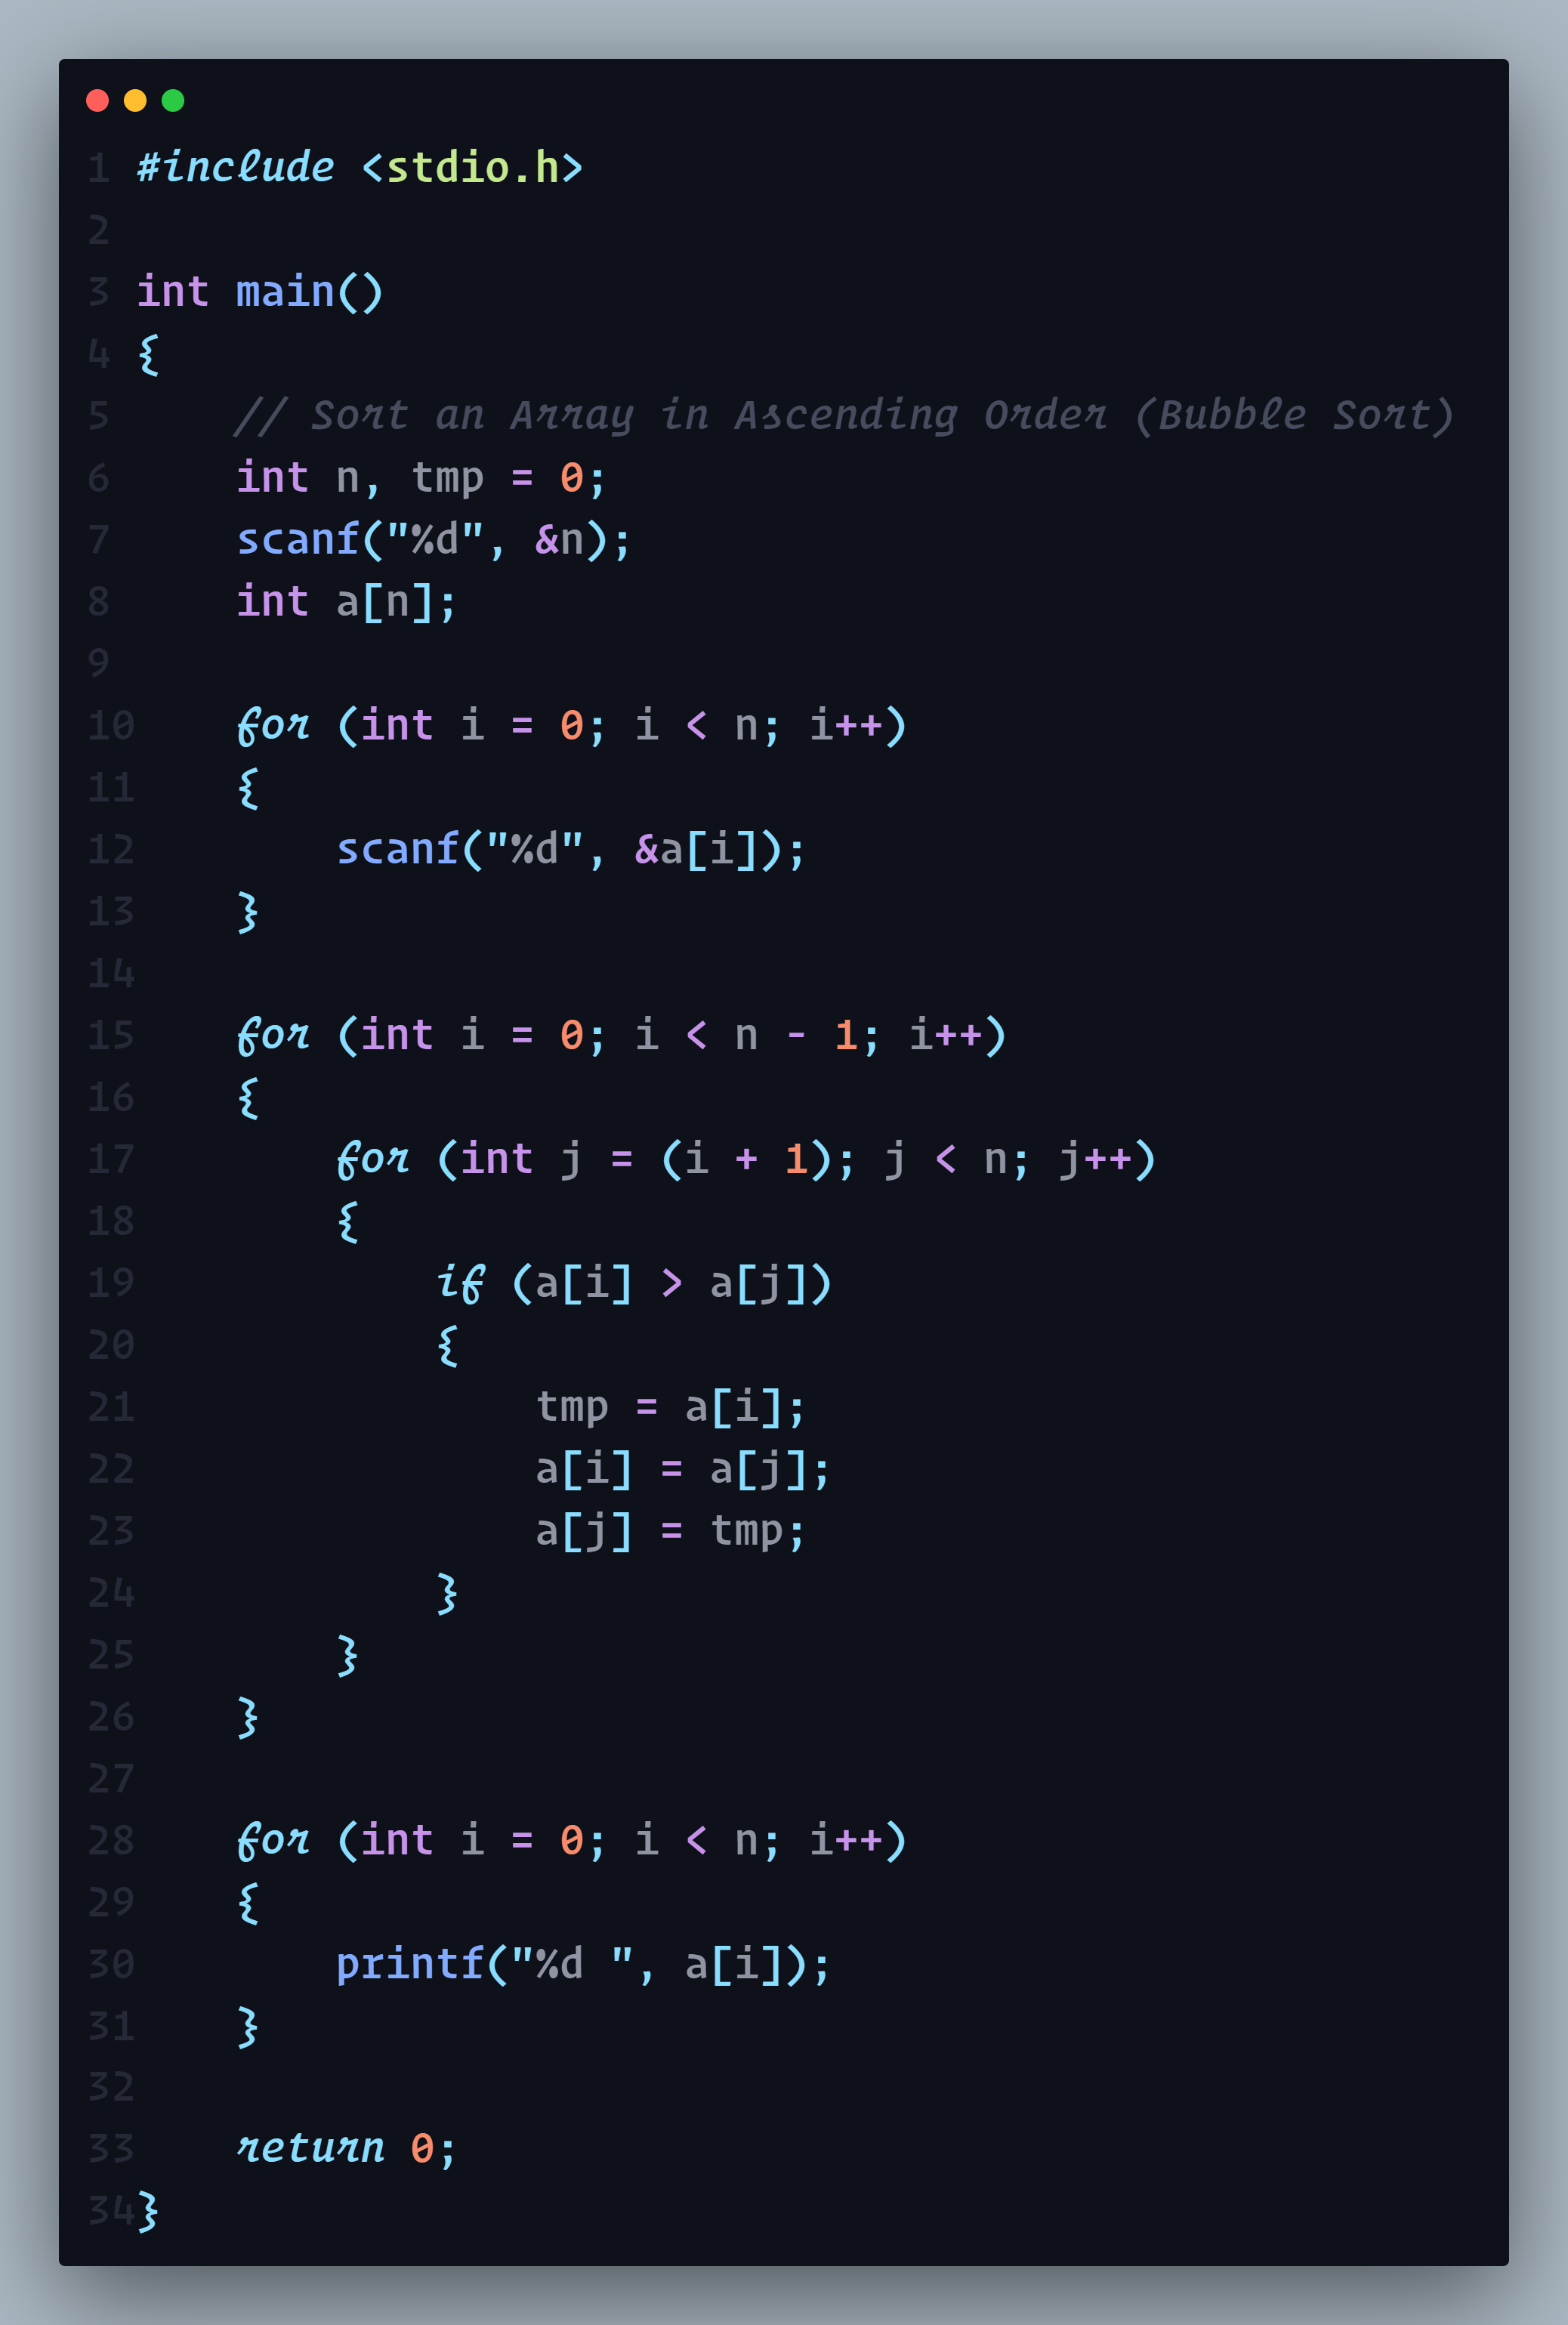 1 #include <stdio.h>
2
3 int main()
4 {
5     // Sort an Array in Ascending Order (Bubble Sort)
6     int n, tmp = 0;
7     scanf("%d", &n);
8     int a[n];
9
10    for (int i = 0; i < n; i++)
11    {
12        scanf("%d", &a[i]);
13    }
14
15    for (int i = 0; i < n - 1; i++)
16    {
17        for (int j = (i + 1); j < n; j++)
18        {
19            if (a[i] > a[j])
20            {
21                tmp = a[i];
22                a[i] = a[j];
23                a[j] = tmp;
24            }
25        }
26    }
27
28    for (int i = 0; i < n; i++)
29    {
30        printf("%d ", a[i]);
31    }
32
33    return 0;
34}